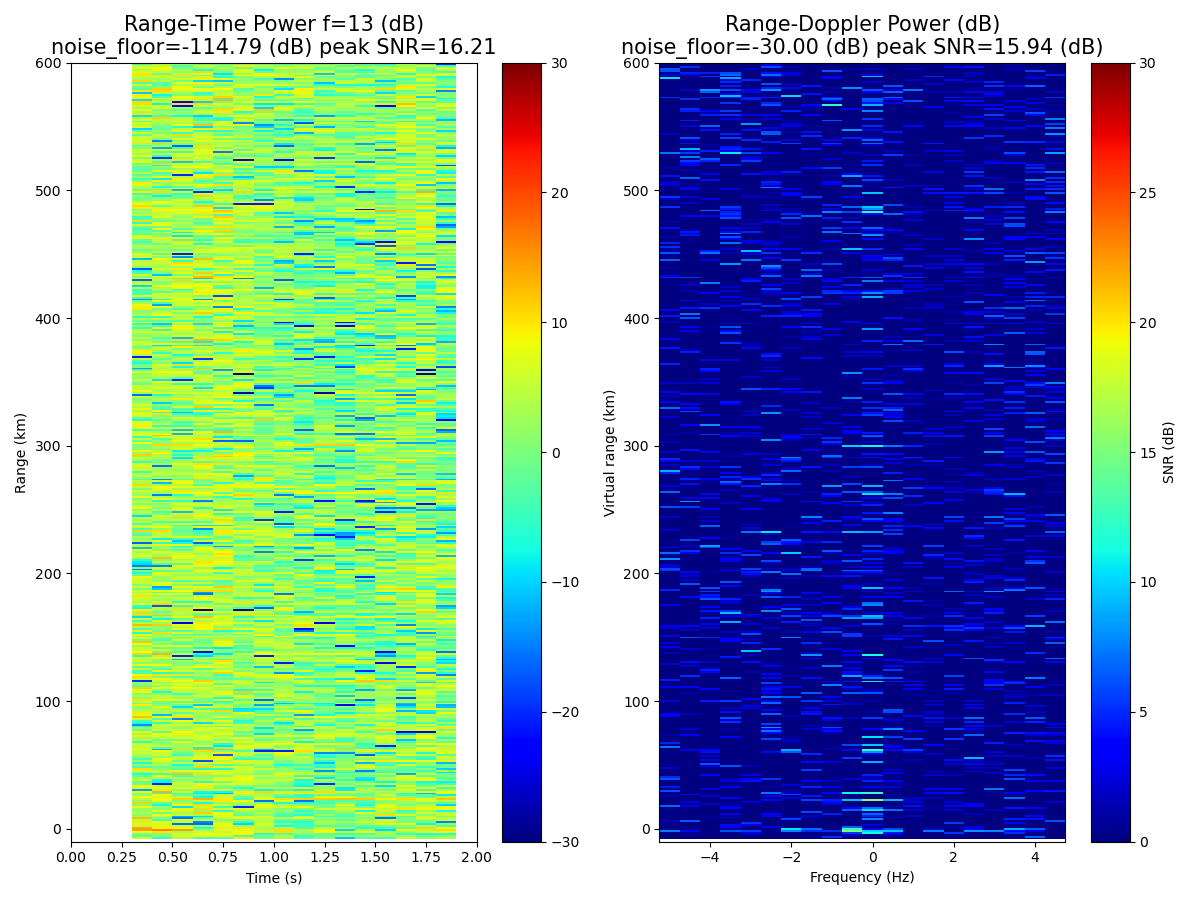 Range-Time Power f=13 (dB)
noise_floor=-114.79 (dB) peak SNR=16.21
Range-Doppler Power (dB)
noise_floor=-30.00 (dB) peak SNR=15.94 (dB)
600
500
400
300
200
100
0
Range (km)
0.00 0.25 0.50 0.75 1.00 1.25 1.50 1.75 2.00
Time (s)
30
20
10
0
−10
−20
−30
600
500
400
300
200
100
0
Virtual range (km)
−4 −2 0 2 4
Frequency (Hz)
30
25
20
15
10
5
0
SNR (dB)